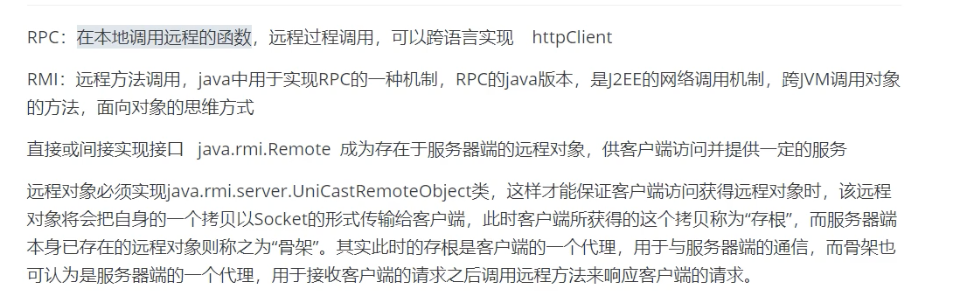 RPC：在本地调用远程的函数，远程过程调用，可以跨语言实现 httpClient
RMI：远程方法调用，java中用于实现RPC的一种机制，RPC的java版本，是J2EE的网络调用机制，跨JVM调用对象
的方法，面向对象的思维方式
直接或间接实现接口 java.rmi.Remote 成为存在于服务器端的远程对象，供客户端访问并提供一定的服务
远程对象必须实现java.rmi.server.UniCastRemoteObject类，这样才能保证客户端访问获得远程对象时，该远程
对象将会把自身的一个拷贝以Socket的形式传输给客户端，此时客户端所获得的这个拷贝称为“存根”，而服务器端
本身已存在的远程对象则称之为“骨架”。其实此时的存根是客户端的一个代理，用于与服务器端的通信，而骨架也
可认为是服务器端的一个代理，用于接收客户端的请求之后调用远程方法来响应客户端的请求。